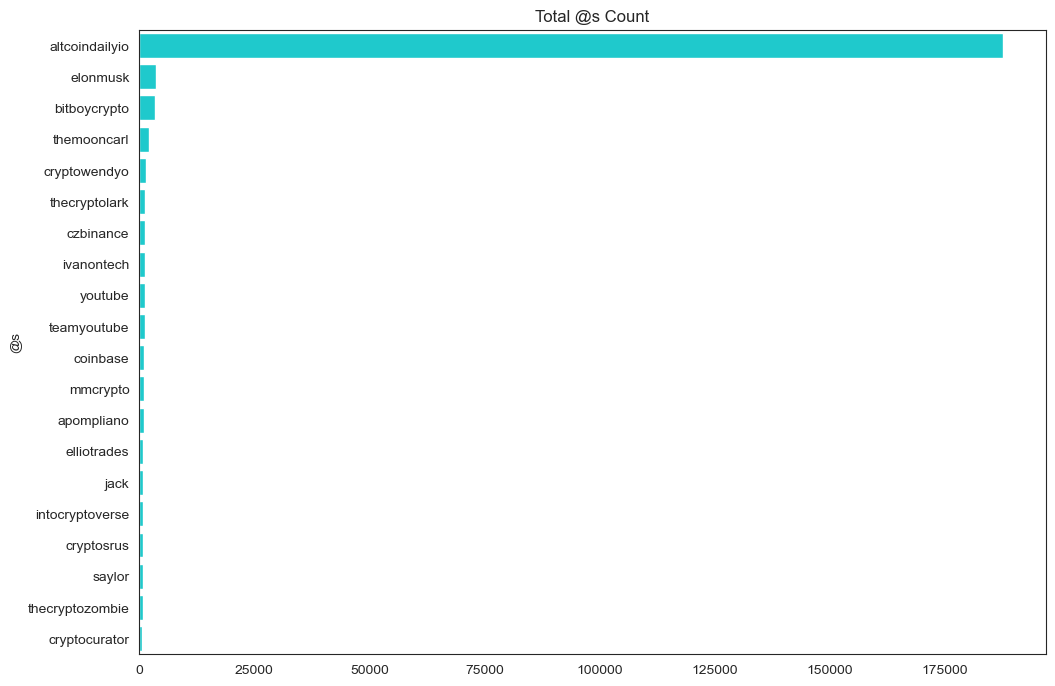 Total @s Count
altcoindailyio
elonmusk
bitboycrypto
themooncarl
cryptowendyo
thecryptolark
czbinance
ivanontech
youtube
teamyoutube
coinbase
mmcrypto
apompliano
elliotrades
jack
intocryptoverse
cryptosrus
saylor
thecryptozombie
cryptocurator
@s
0 25000 50000 75000 100000 125000 150000 175000